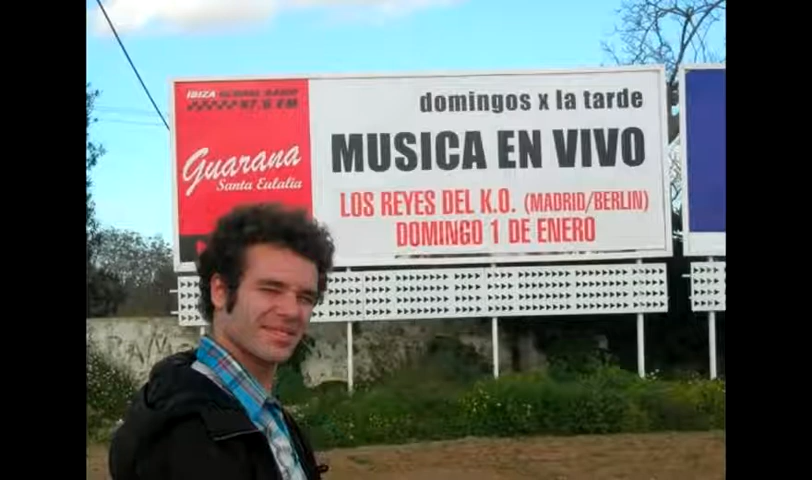 IBIZA GLOBAL RADIO
97.6 FM
Guarana
Santa Eulalia
domingos x la tarde
MUSICA EN VIVO
LOS REYES DEL K.O. (MADRID/BERLIN)
DOMINGO 1 DE ENERO